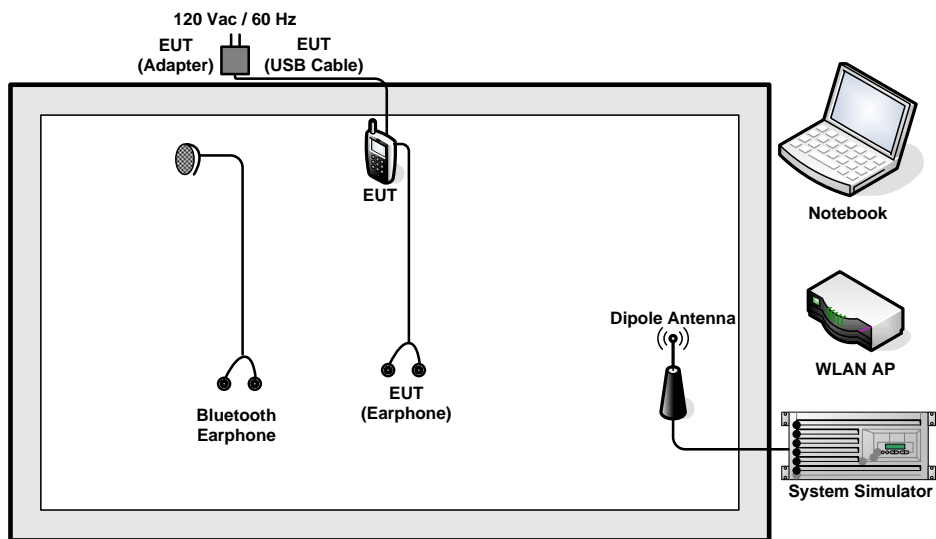 120 Vac / 60 Hz
EUT
(Adapter)
EUT
(USB Cable)
EUT
Notebook
Dipole Antenna
WLAN AP
Bluetooth
Earphone
EUT
(Earphone)
System Simulator